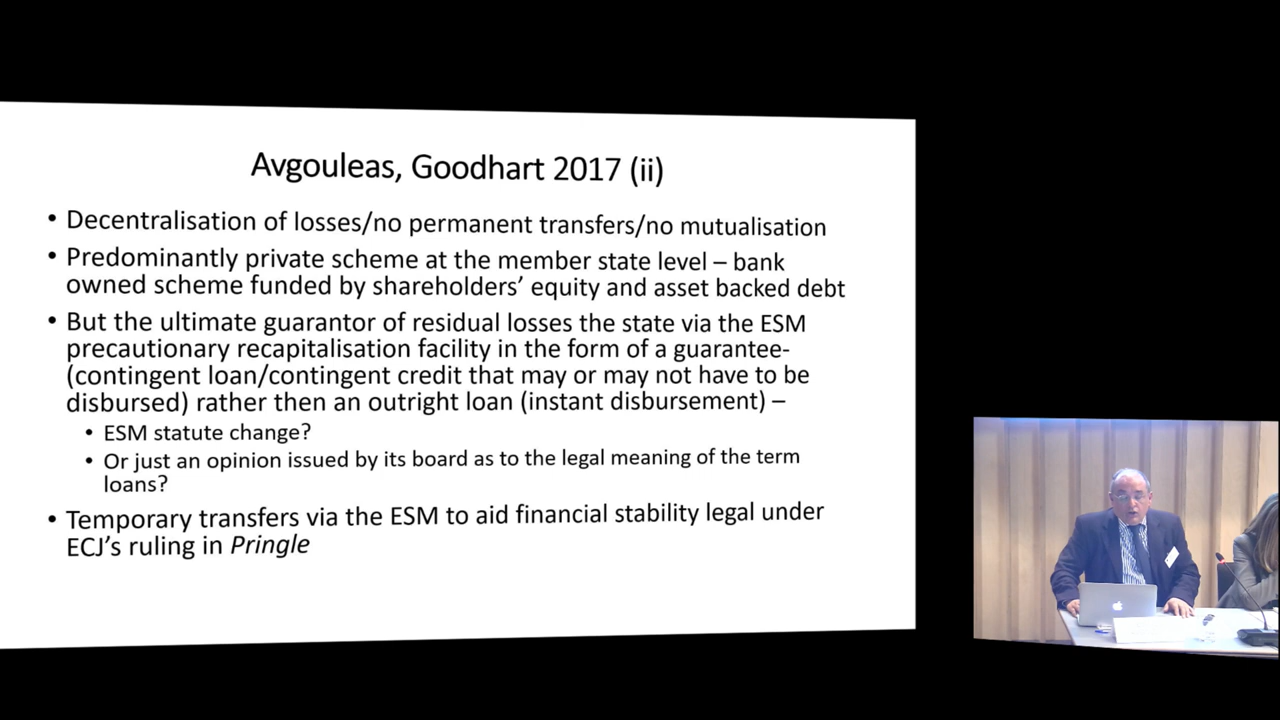 Avgouleas, Goodhart 2017 (ii)
• Decentralisation of losses/no permanent transfers/no mutualisation
• Predominantly private scheme at the member state level – bank
owned scheme funded by shareholders’ equity and asset backed debt
• But the ultimate guarantor of residual losses the state via the ESM
precautionary recapitalisation facility in the form of a guarantee-
(contingent loan/contingent credit that may or may not have to be
disbursed) rather then an outright loan (instant disbursement) –
• ESM statute change?
• Or just an opinion issued by its board as to the legal meaning of the term
loans?
• Temporary transfers via the ESM to aid financial stability legal under
ECJ’s ruling in Pringle